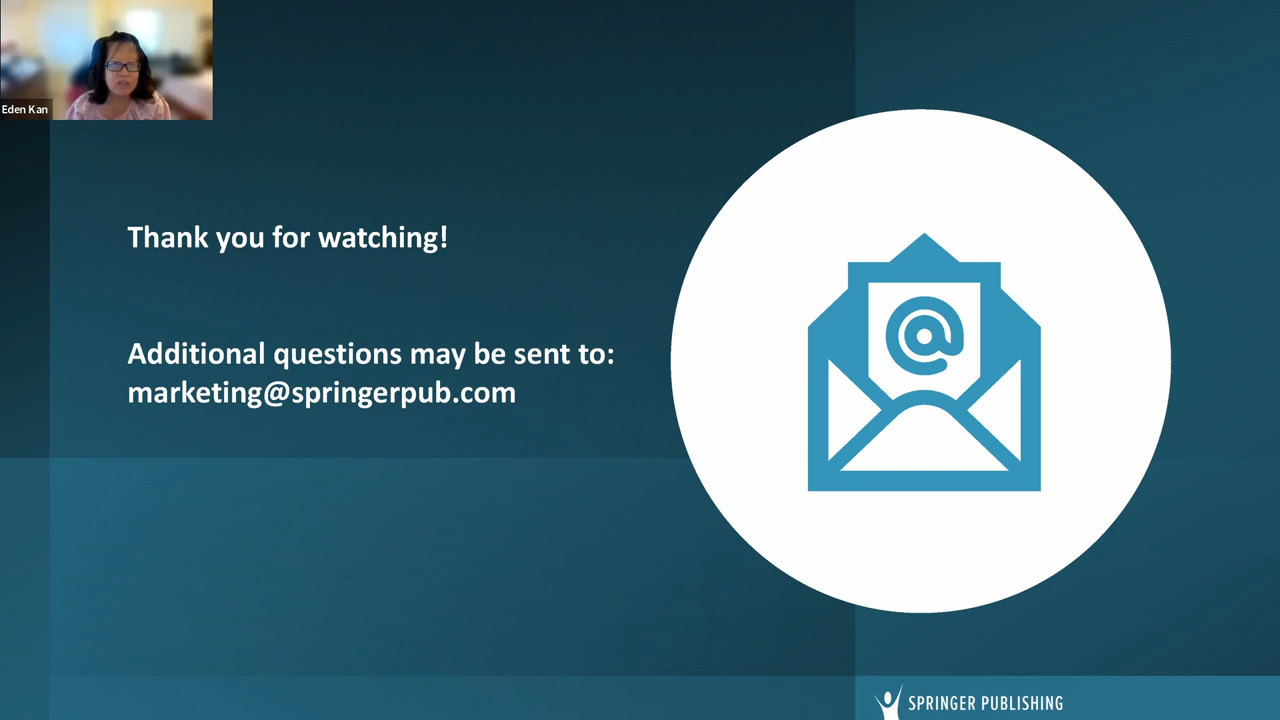 Eden Kan
Thank you for watching!
Additional questions may be sent to:
marketing@springerpub.com
@
SPRINGER PUBLISHING